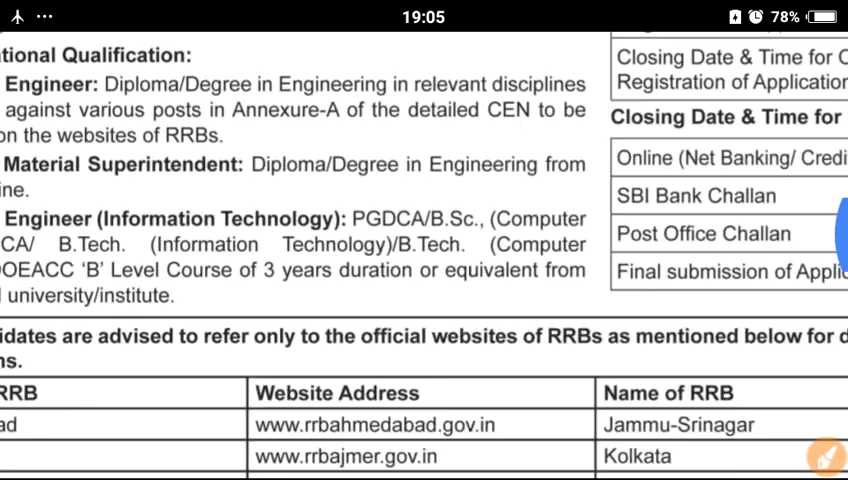 19:05
78%
tional Qualification:
Engineer: Diploma/Degree in Engineering in relevant disciplines
against various posts in Annexure-A of the detailed CEN to be
on the websites of RRBs.
Material Superintendent: Diploma/Degree in Engineering from
ine.
Engineer (Information Technology): PGDCA/B.Sc., (Computer
CA/ B.Tech. (Information Technology)/B.Tech. (Computer
OEACC ‘B’ Level Course of 3 years duration or equivalent from
university/institute.
Closing Date & Time for
Registration of Application
Closing Date & Time for
Online (Net Banking/ Credi
SBI Bank Challan
Post Office Challan
Final submission of Appli
idates are advised to refer only to the official websites of RRBs as mentioned below for d
ns.
RRB Website Address Name of RRB
ad www.rrbahmedabad.gov.in Jammu-Srinagar
www.rrbajmer.gov.in Kolkata